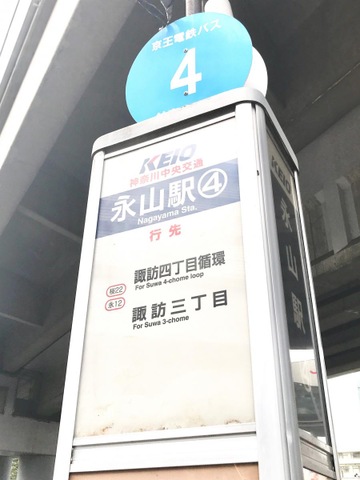 京王電鉄バス
4
KEIO
神奈川中央交通
永山駅④
Nagayama Sta.
行先
諏訪四丁目循環
For Suwa 4-chome loop
桜22
永12
諏訪三丁目
For Suwa 3-chome
永山駅